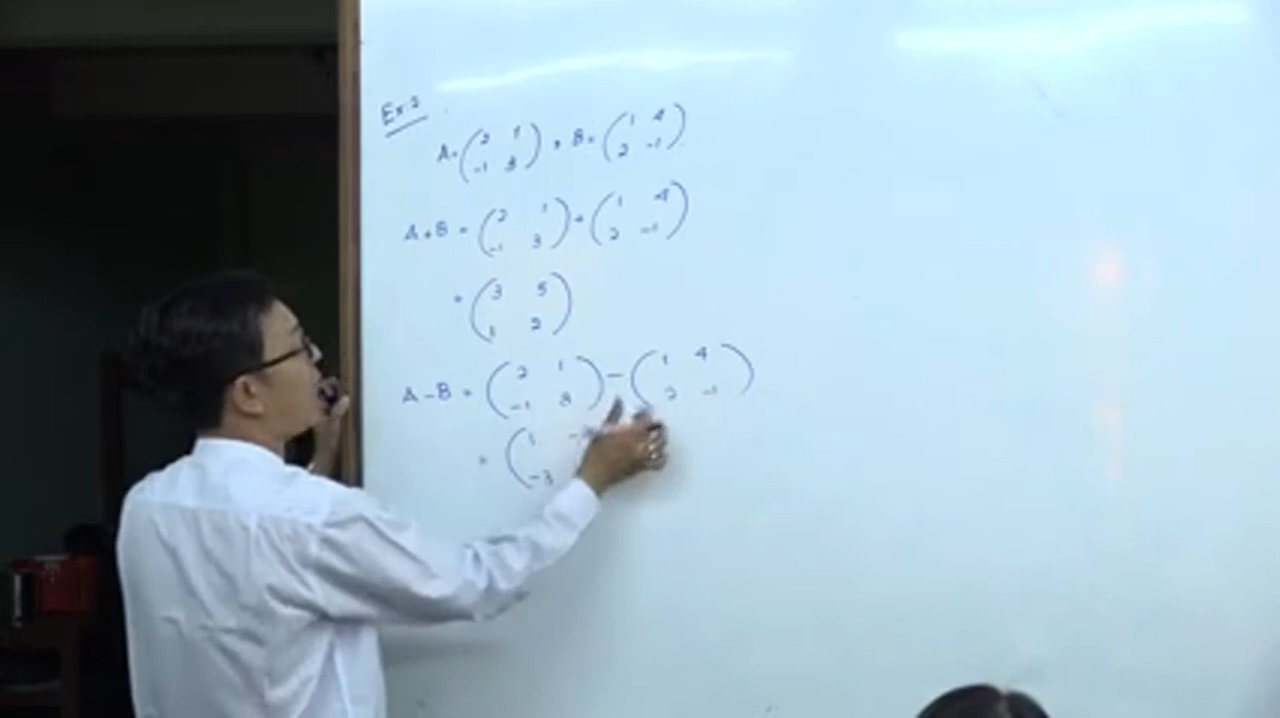 Ex:2
A = ( 2 1 , B = ( 1 4
-1 3 ) 2 -1 )
A + B = ( 2 1 + ( 1 4
-1 3 ) 2 -1 )
= ( 3 5
1 2 )
A - B = ( 2 1 - ( 1 4
-1 3 ) 2 -1 )
= ( 1 -
-3